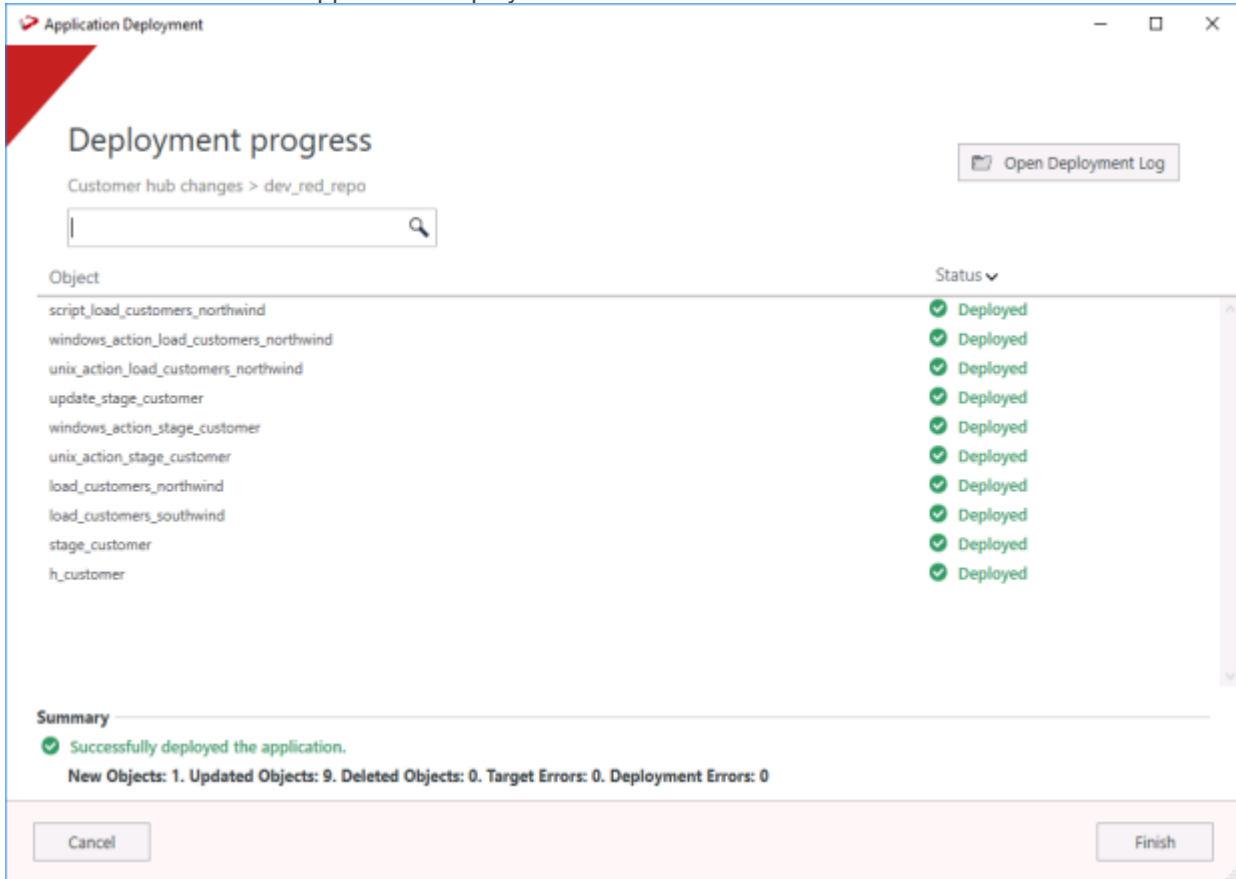 Application Deployment
Deployment progress
Open Deployment Log
Customer hub changes > dev_red_repo
Object Status
script_load_customers_northwind Deployed
windows_action_load_customers_northwind Deployed
unix_action_load_customers_northwind Deployed
update_stage_customer Deployed
windows_action_stage_customer Deployed
unix_action_stage_customer Deployed
load_customers_northwind Deployed
load_customers_southwind Deployed
stage_customer Deployed
h_customer Deployed
Summary
Successfully deployed the application.
New Objects: 1. Updated Objects: 9. Deleted Objects: 0. Target Errors: 0. Deployment Errors: 0
Cancel Finish